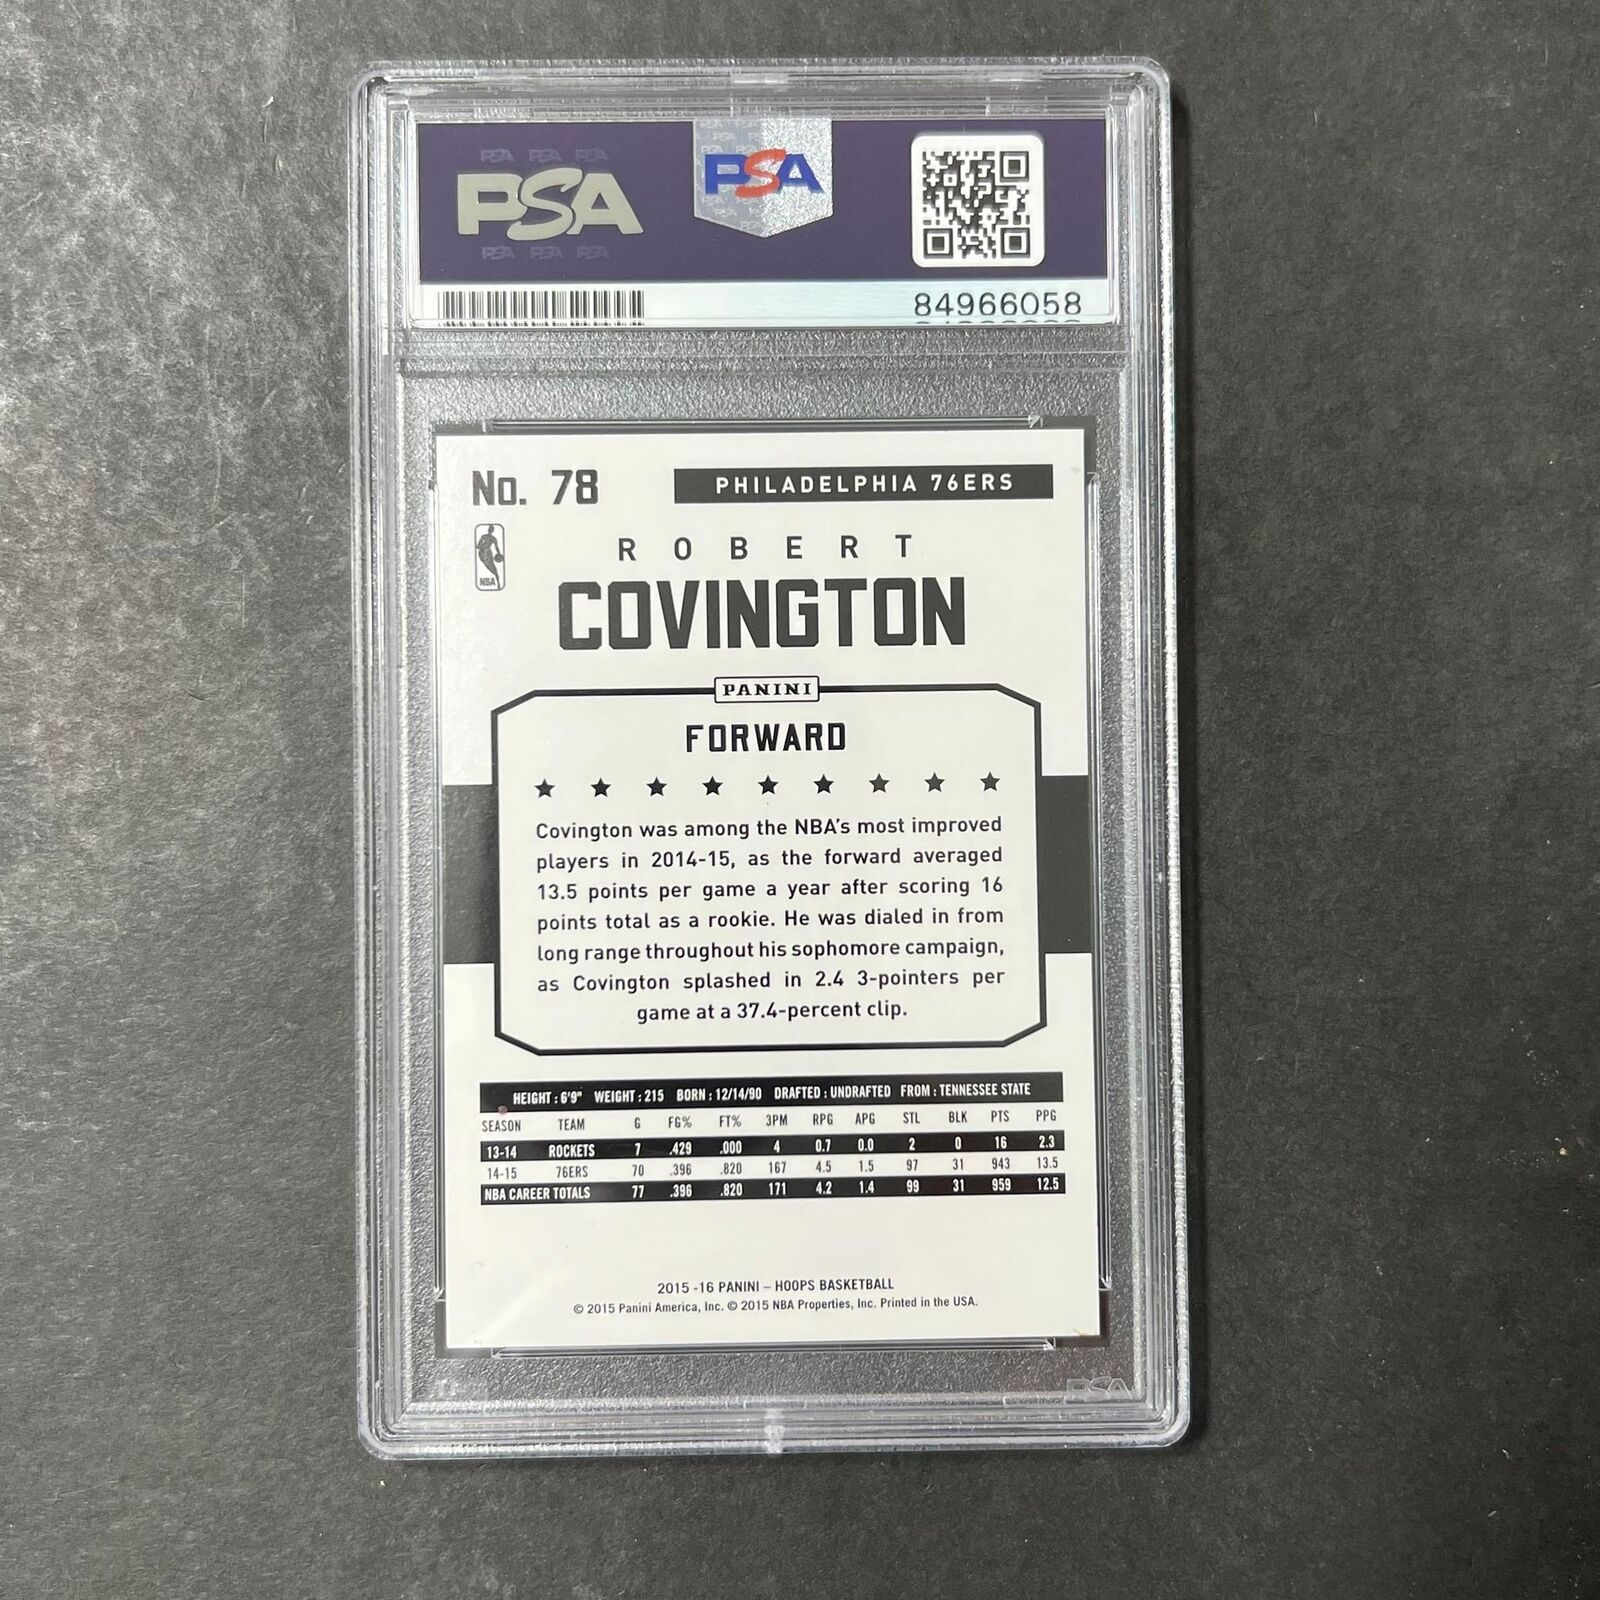 PSA PSA PSA
PSA
PSA PSA PSA
PSA
84966058
No. 78
PHILADELPHIA 76ERS
NBA
ROBERT
COVINGTON
PANINI
FORWARD
Covington was among the NBA's most improved
players in 2014-15, as the forward averaged
13.5 points per game a year after scoring 16
points total as a rookie. He was dialed in from
long range throughout his sophomore campaign,
as Covington splashed in 2.4 3-pointers per
game at a 37.4-percent clip.
HEIGHT : 6'9" WEIGHT : 215 BORN : 12/14/90 DRAFTED : UNDRAFTED FROM : TENNESSEE STATE
SEASON TEAM G FG% FT% 3PM RPG APG STL BLK PTS PPG
13-14 ROCKETS 7 .429 .000 4 0.7 0.0 2 0 16 2.3
14-15 76ERS 70 .396 .820 167 4.5 1.5 97 31 943 13.5
NBA CAREER TOTALS 77 .396 .820 171 4.2 1.4 99 31 959 12.5
2015 -16 PANINI – HOOPS BASKETBALL
© 2015 Panini America, Inc. © 2015 NBA Properties, Inc. Printed in the USA.
PSA